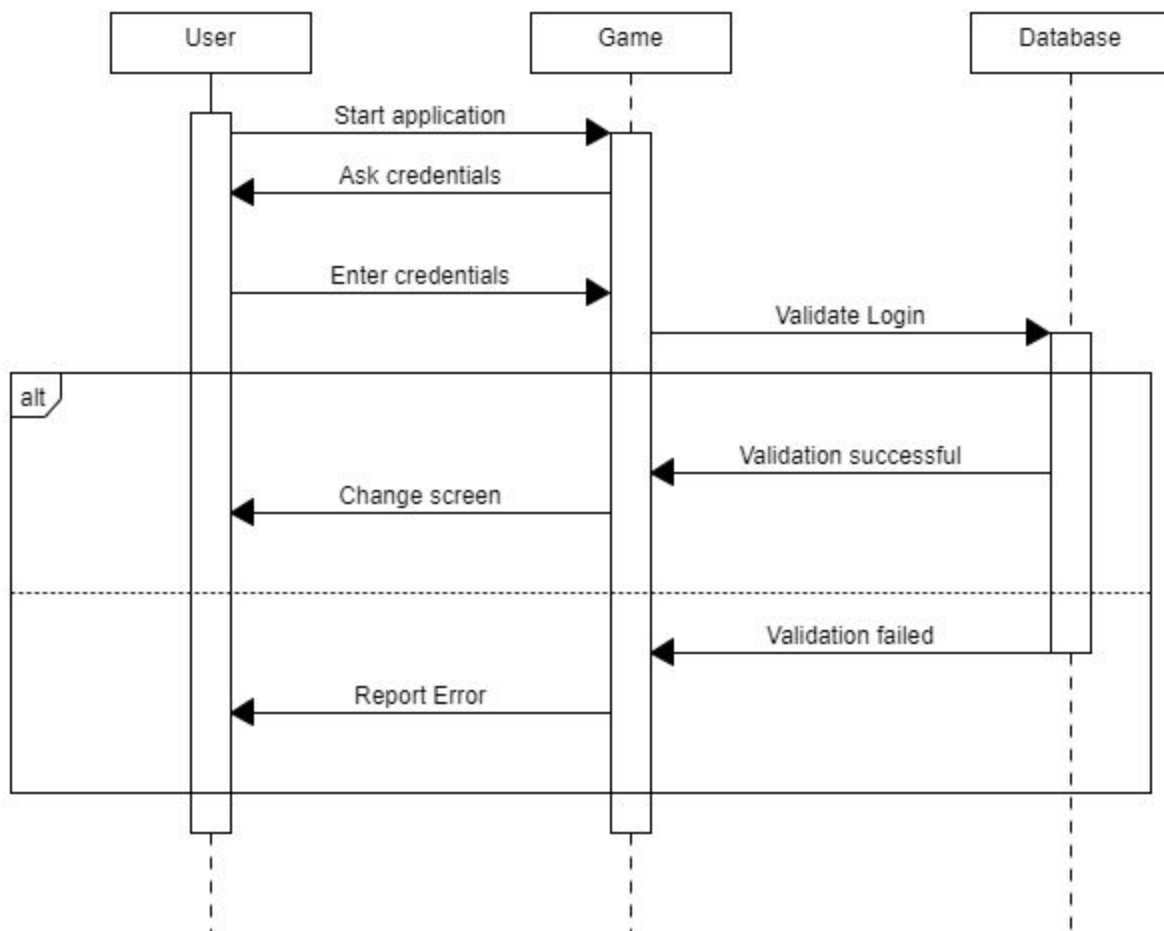 User
Game
Database
Start application
Ask credentials
Enter credentials
Validate Login
alt
Validation successful
Change screen
Validation failed
Report Error